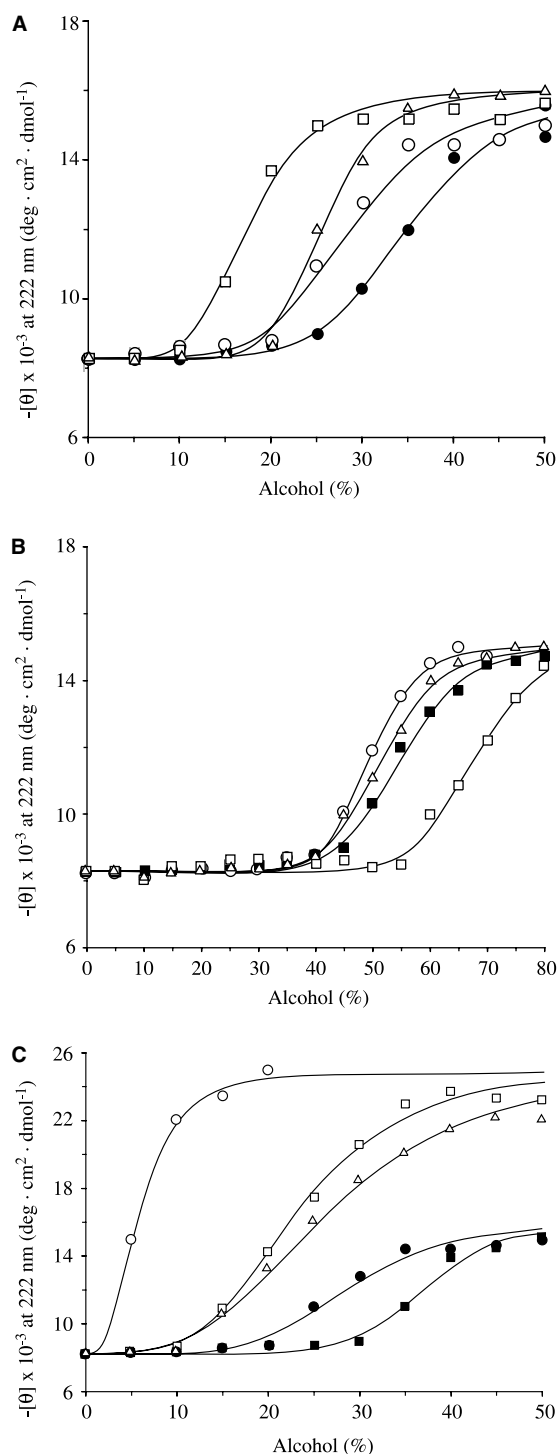 A
18
14
10
6
-[θ] x 10⁻³ at 222 nm (deg · cm² · dmol⁻¹)
0 10 20 30 40 50
Alcohol (%)
B
18
14
10
6
-[θ] x 10⁻³ at 222 nm (deg · cm² · dmol⁻¹)
0 10 20 30 40 50 60 70 80
Alcohol (%)
C
26
22
18
14
10
6
-[θ] x 10⁻³ at 222 nm (deg · cm² · dmol⁻¹)
0 10 20 30 40 50
Alcohol (%)